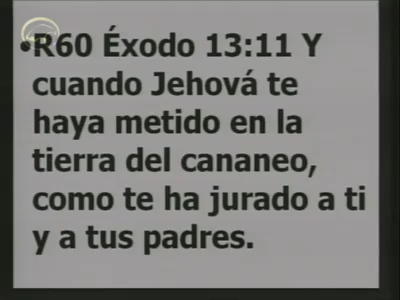 •R60 Éxodo 13:11 Y
cuando Jehová te
haya metido en la
tierra del cananeo,
como te ha jurado a ti
y a tus padres.